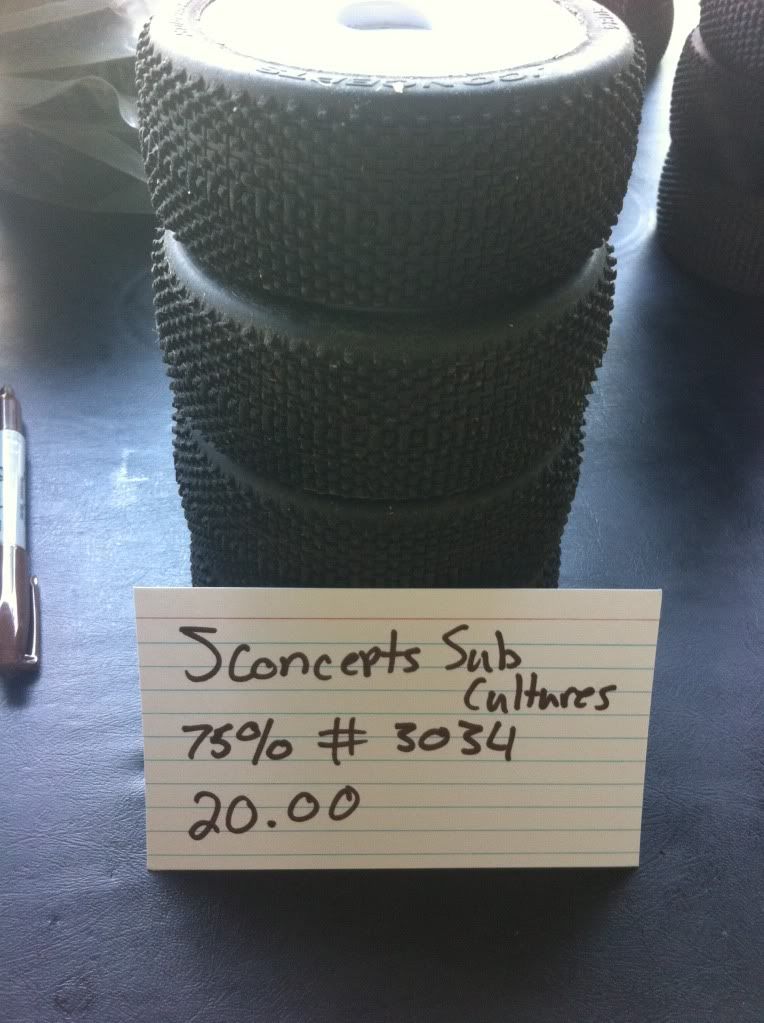 Jconcepts Sub
Cultures
75% # 3034
20.00